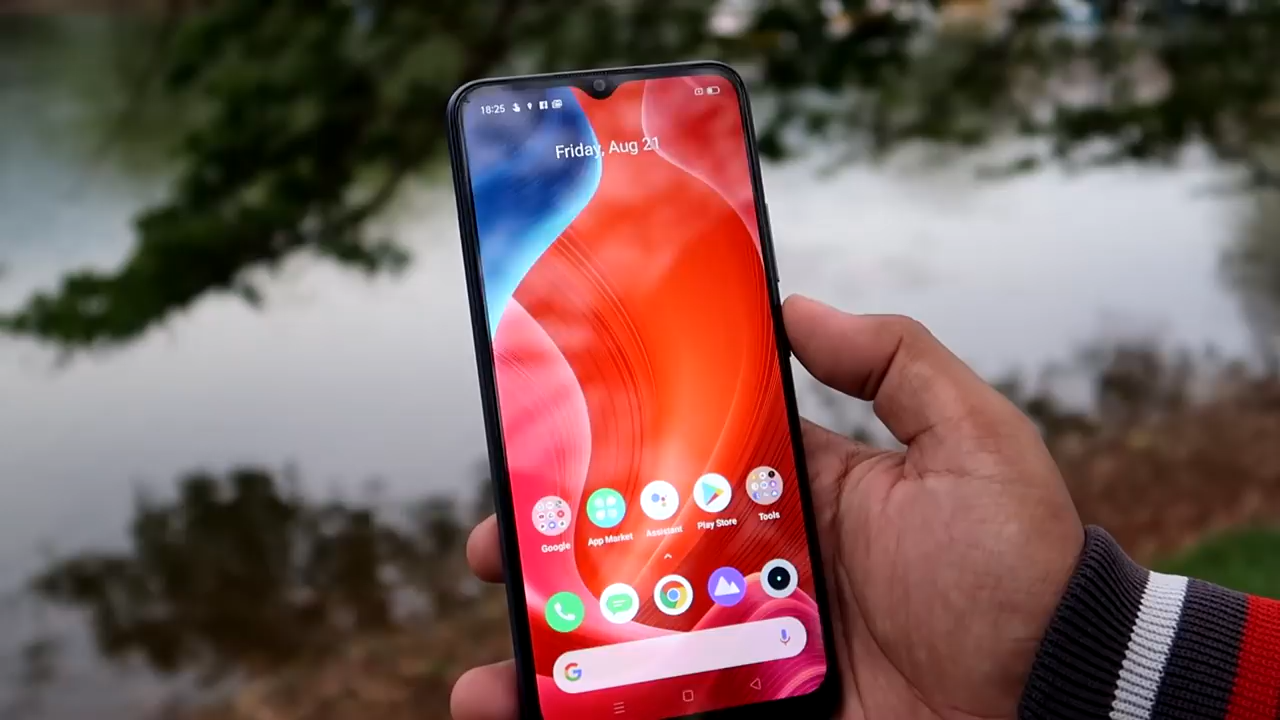 18:25
Friday, Aug 21
Google
App Market
Assistant
Play Store
Tools
G